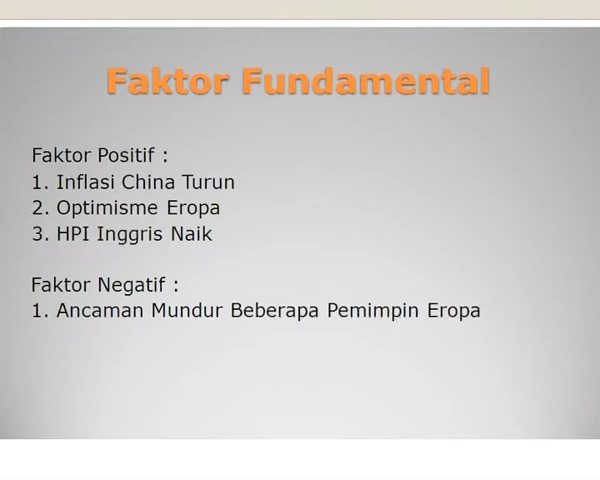 Faktor Fundamental
Faktor Positif :
1. Inflasi China Turun
2. Optimisme Eropa
3. HPI Inggris Naik
Faktor Negatif :
1. Ancaman Mundur Beberapa Pemimpin Eropa